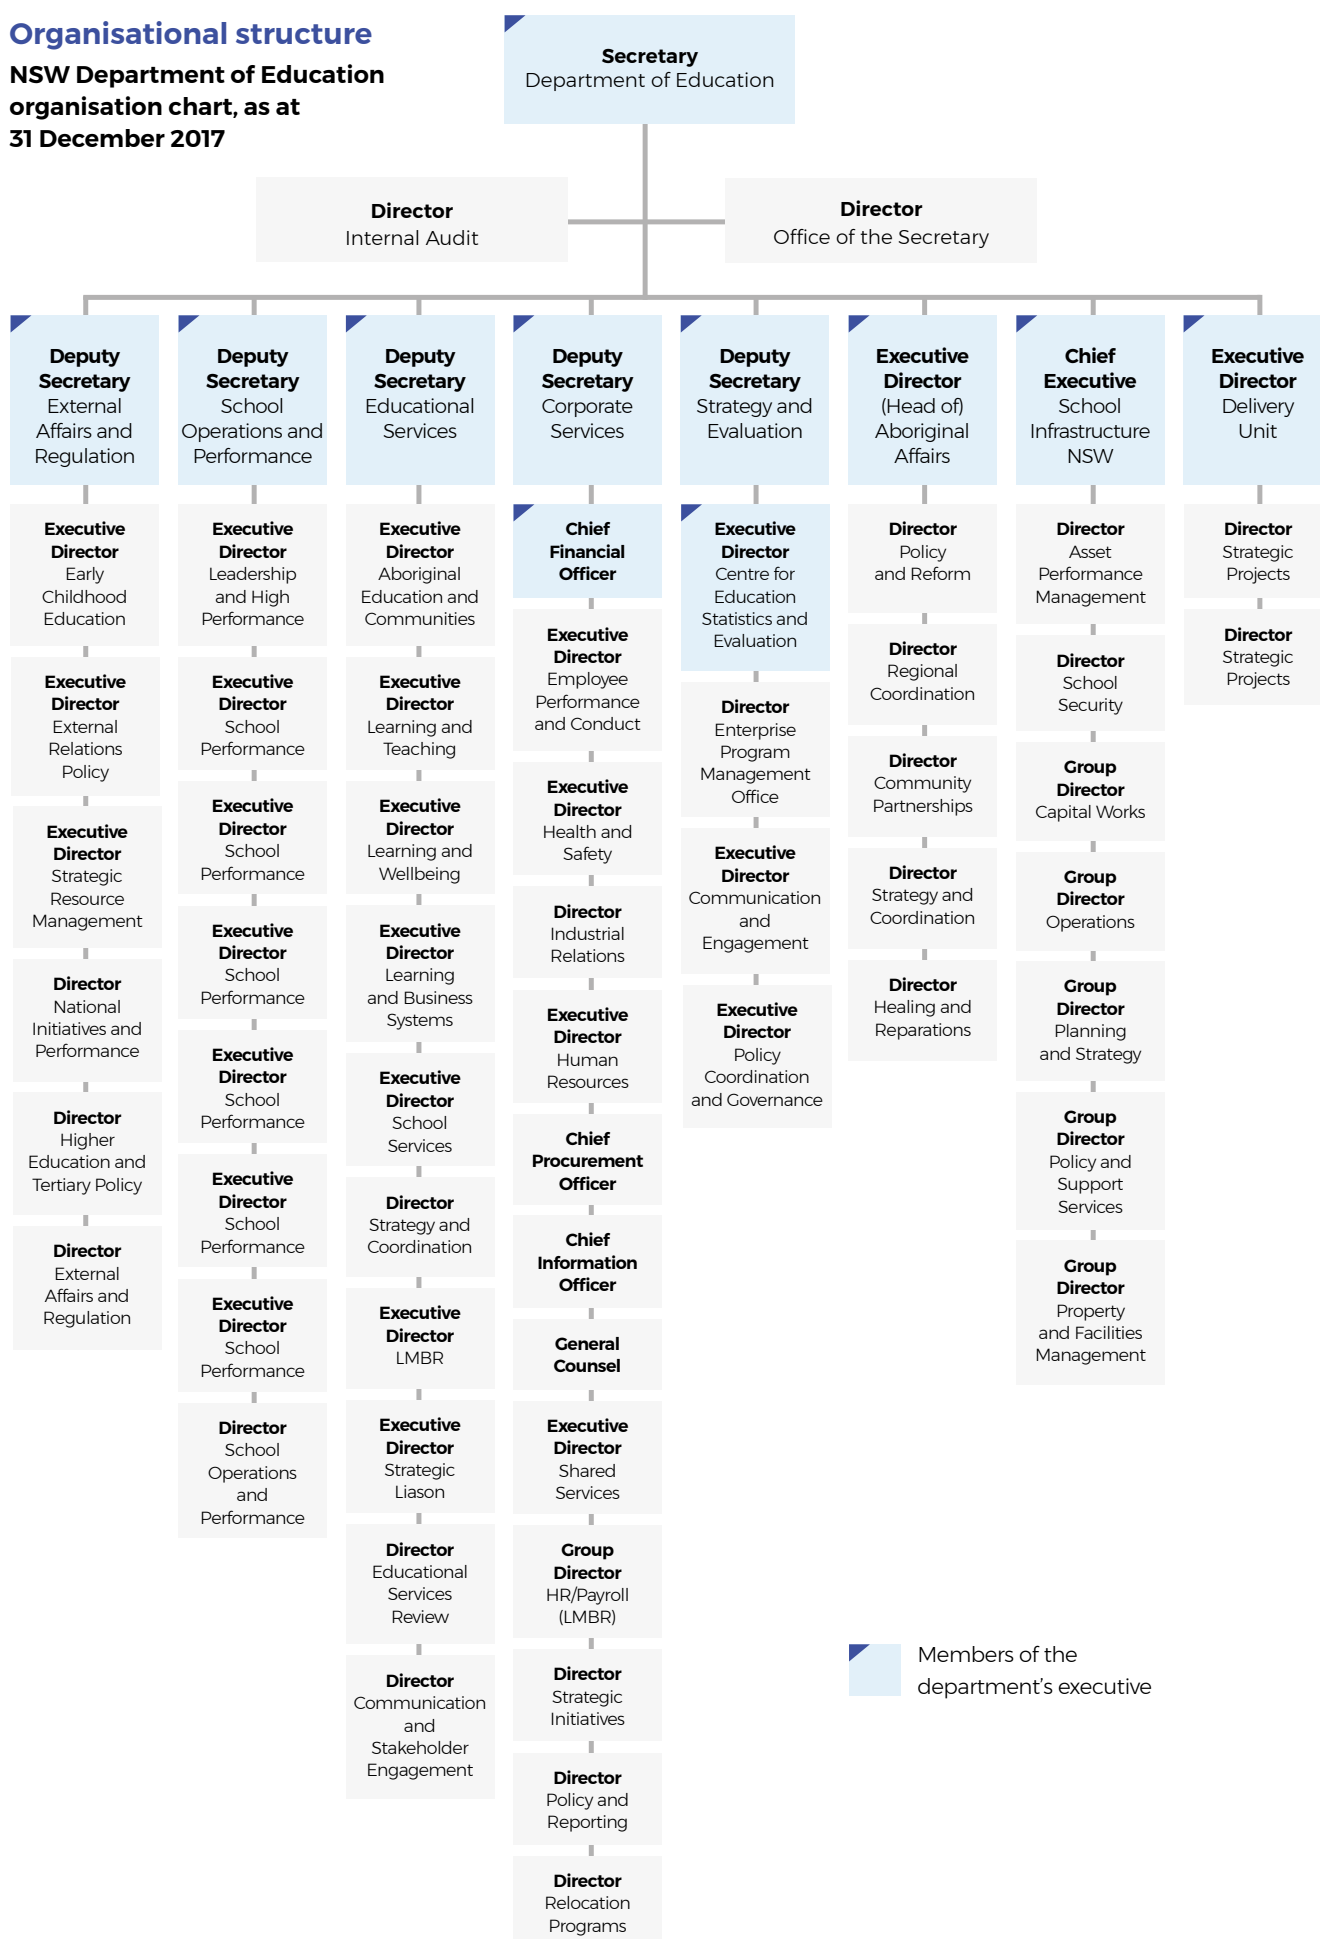 Organisational structure
NSW Department of Education
organisation chart, as at
31 December 2017
Secretary
Department of Education
Director
Internal Audit
Director
Office of the Secretary
Deputy
Secretary
External
Affairs and
Regulation
Executive
Director
Early
Childhood
Education
Executive
Director
External
Relations
Policy
Executive
Director
Strategic
Resource
Management
Director
National
Initiatives and
Performance
Director
Higher
Education and
Tertiary Policy
Director
External
Affairs and
Regulation
Deputy
Secretary
School
Operations and
Performance
Executive
Director
Leadership
and High
Performance
Executive
Director
School
Performance
Executive
Director
School
Performance
Executive
Director
School
Performance
Executive
Director
School
Performance
Executive
Director
School
Performance
Executive
Director
School
Performance
Director
School
Operations
and
Performance
Deputy
Secretary
Educational
Services
Executive
Director
Aboriginal
Education and
Communities
Executive
Director
Learning and
Teaching
Executive
Director
Learning and
Wellbeing
Executive
Director
Learning
and Business
Systems
Executive
Director
School
Services
Director
Strategy and
Coordination
Executive
Director
LMBR
Executive
Director
Strategic
Liason
Director
Educational
Services
Review
Director
Communication
and
Stakeholder
Engagement
Deputy
Secretary
Corporate
Services
Chief
Financial
Officer
Executive
Director
Employee
Performance
and Conduct
Executive
Director
Health and
Safety
Director
Industrial
Relations
Executive
Director
Human
Resources
Chief
Procurement
Officer
Chief
Information
Officer
General
Counsel
Executive
Director
Shared
Services
Group
Director
HR/Payroll
(LMBR)
Director
Strategic
Initiatives
Director
Policy and
Reporting
Director
Relocation
Programs
Deputy
Secretary
Strategy and
Evaluation
Executive
Director
Centre for
Education
Statistics and
Evaluation
Director
Enterprise
Program
Management
Office
Executive
Director
Communication
and
Engagement
Executive
Director
Policy
Coordination
and Governance
Executive
Director
(Head of)
Aboriginal
Affairs
Director
Policy
and Reform
Director
Regional
Coordination
Director
Community
Partnerships
Director
Strategy and
Coordination
Director
Healing and
Reparations
Chief
Executive
School
Infrastructure
NSW
Director
Asset
Performance
Management
Director
School
Security
Group
Director
Capital Works
Group
Director
Operations
Group
Director
Planning
and Strategy
Group
Director
Policy and
Support
Services
Group
Director
Property
and Facilities
Management
Executive
Director
Delivery
Unit
Director
Strategic
Projects
Director
Strategic
Projects
Members of the
department's executive